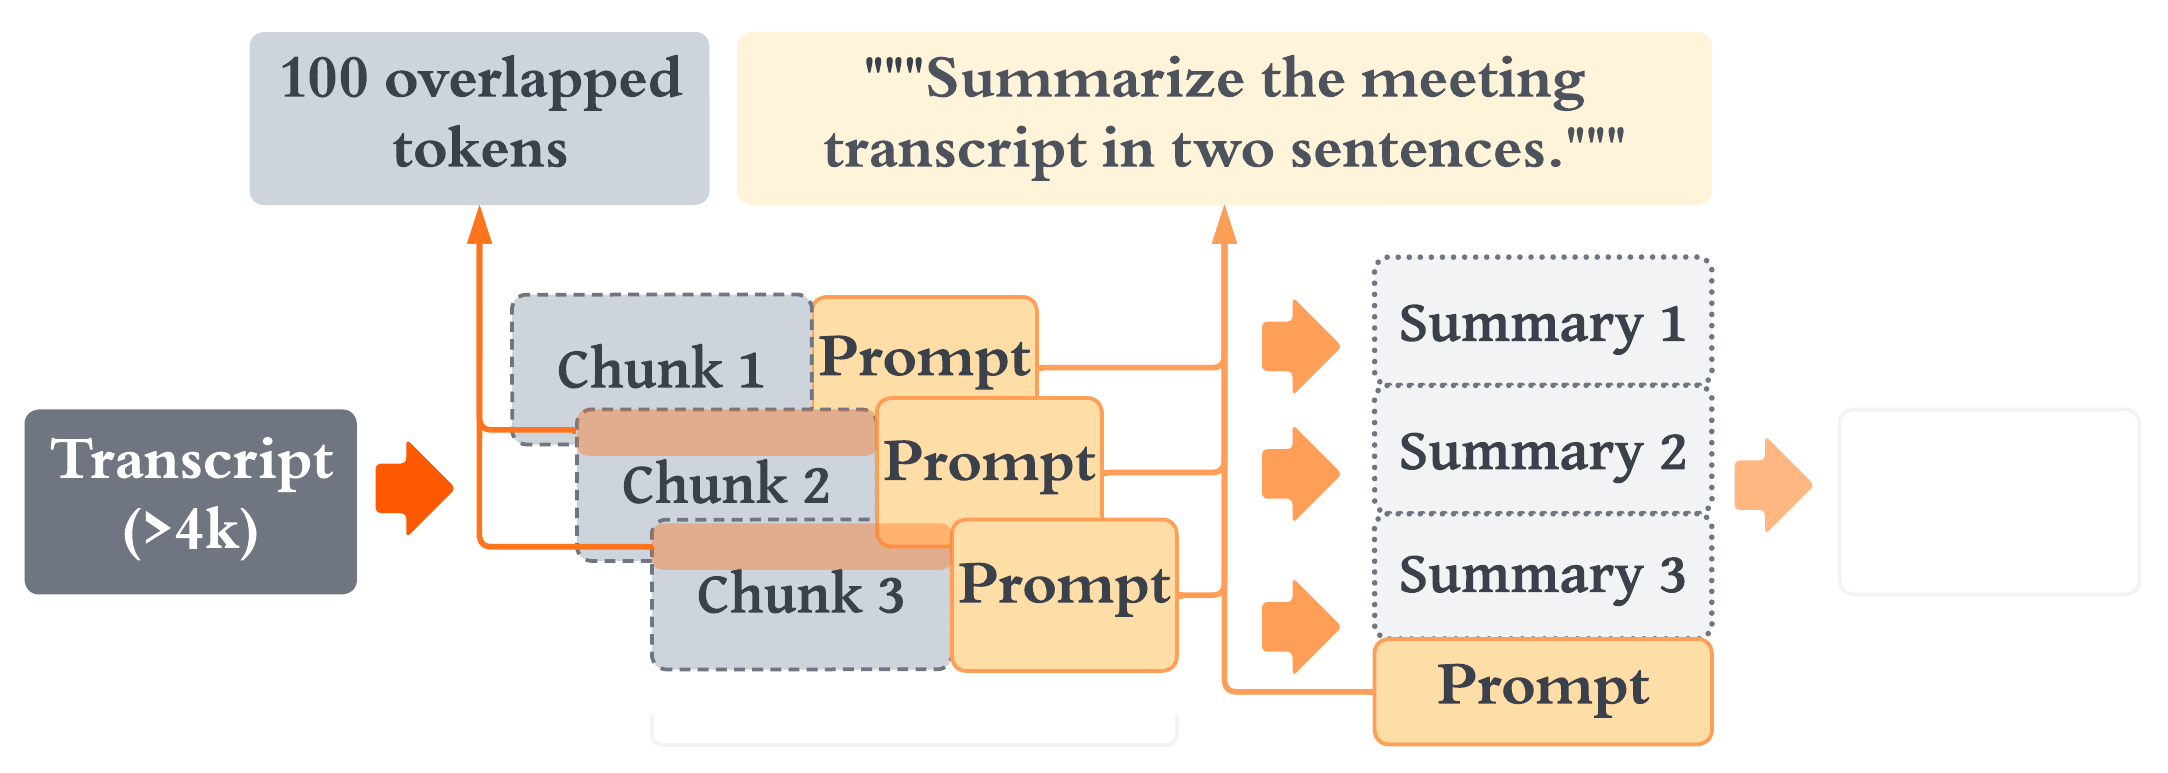 100 overlapped
tokens
"""Summarize the meeting
transcript in two sentences."""
Transcript
(>4k)
Chunk 1
Prompt
Chunk 2
Prompt
Chunk 3
Prompt
Summary 1
Summary 2
Summary 3
Prompt